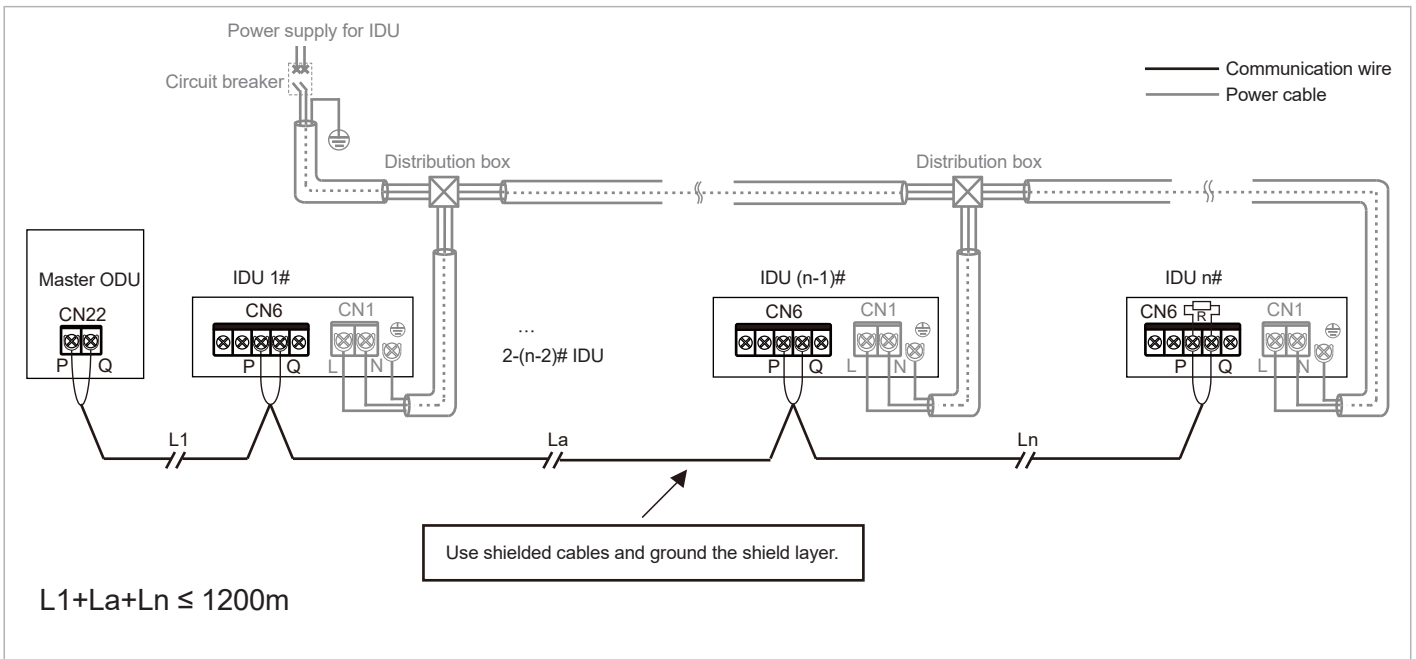 Power supply for IDU
Circuit breaker
Communication wire
Power cable
Distribution box
Distribution box
Master ODU
CN22
P Q
IDU 1#
CN6
CN1
P Q
L N
...
2-(n-2)# IDU
IDU (n-1)#
CN6
CN1
P Q
L N
IDU n#
CN6
R
CN1
P Q
L N
L1
La
Ln
Use shielded cables and ground the shield layer.
L1+La+Ln ≤ 1200m